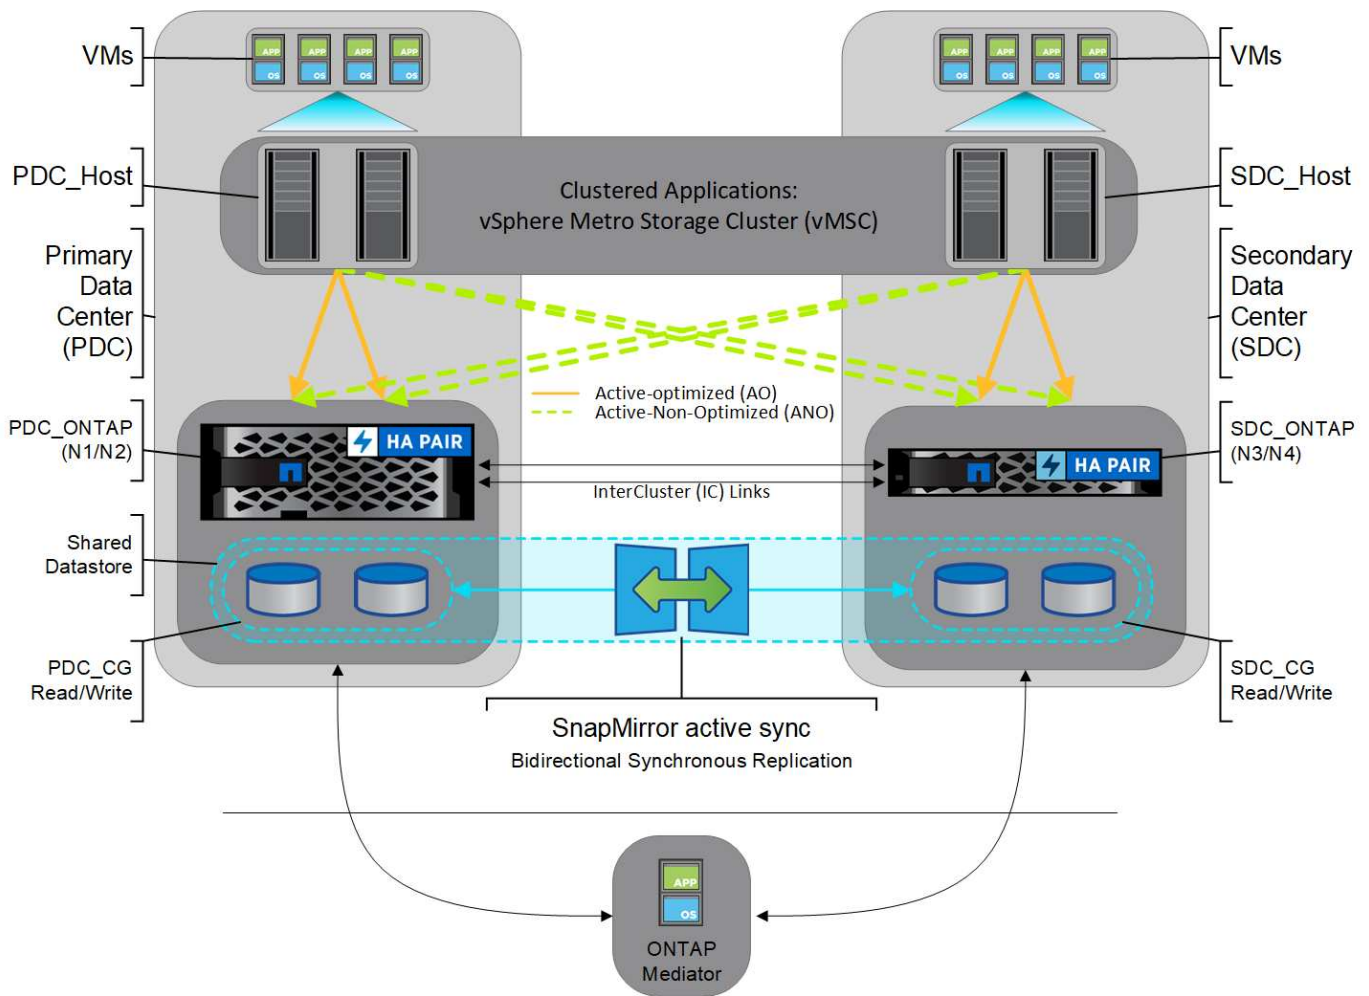 VMs
APP APP APP APP
OS OS OS OS
APP APP APP APP
OS OS OS OS
VMs
PDC_Host
Clustered Applications:
vSphere Metro Storage Cluster (vMSC)
SDC_Host
Primary
Data
Center
(PDC)
Secondary
Data
Center
(SDC)
Active-optimized (AO)
Active-Non-Optimized (ANO)
PDC_ONTAP
(N1/N2)
HA PAIR
HA PAIR
SDC_ONTAP
(N3/N4)
InterCluster (IC) Links
Shared
Datastore
PDC_CG
Read/Write
SDC_CG
Read/Write
SnapMirror active sync
Bidirectional Synchronous Replication
APP
OS
ONTAP
Mediator